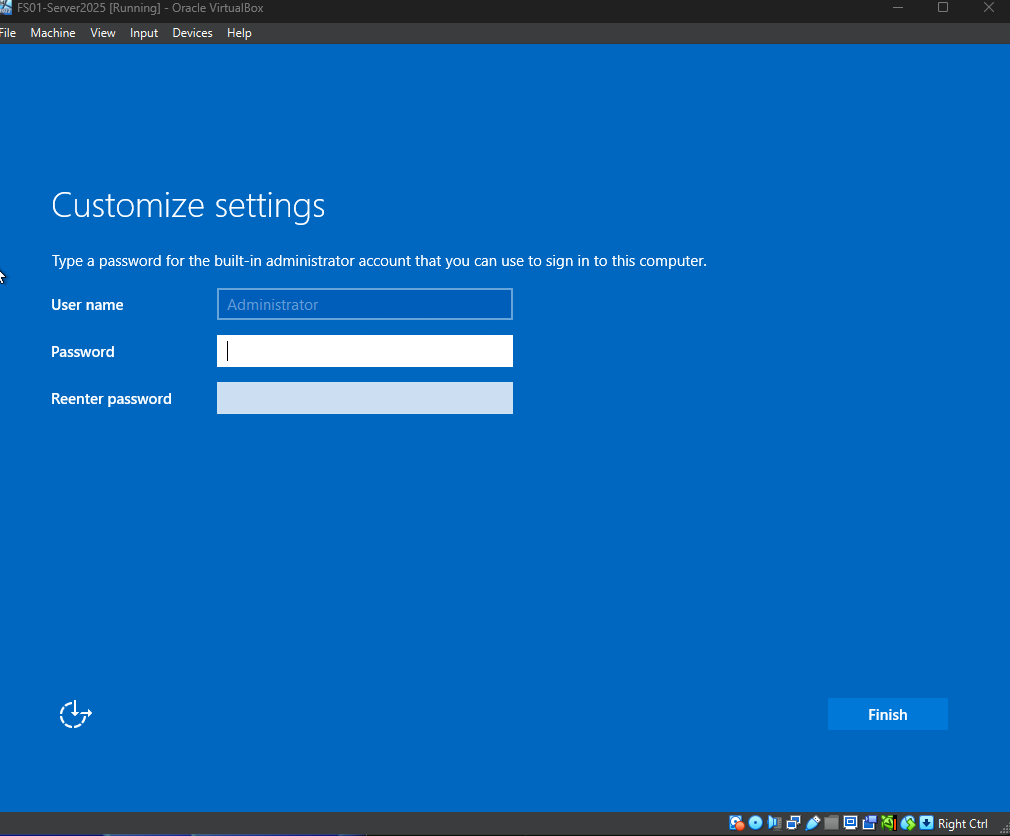 FS01-Server2025 [Running] - Oracle VirtualBox
File Machine View Input Devices Help
Customize settings
Type a password for the built-in administrator account that you can use to sign in to this computer.
User name Administrator
Password
Reenter password
Finish
Right Ctrl